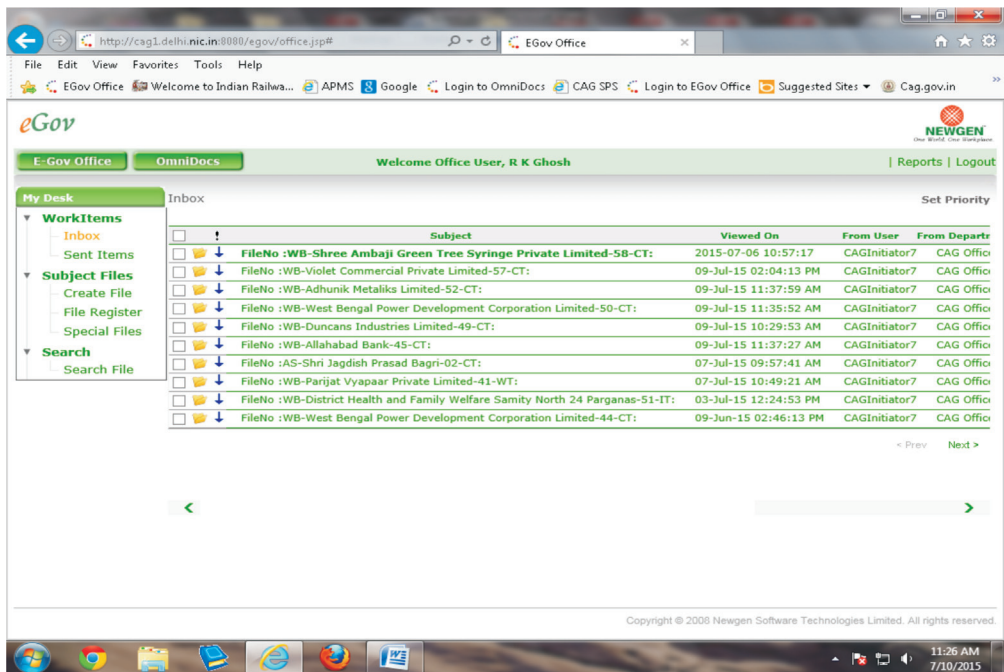 http://cag1.delhi.nic.in:8080/egov/office.jsp#
EGov Office
File Edit View Favorites Tools Help
EGov Office Welcome to Indian Railwa... APMS Google Login to OmniDocs CAG SPS Login to EGov Office Suggested Sites Cag.gov.in
eGov
NEWGEN
One World. One Workplace.
E-Gov Office OmniDocs Welcome Office User, R K Ghosh | Reports | Logout
My Desk Inbox Set Priority
WorkItems
Inbox
Sent Items
Subject Files
Create File
File Register
Special Files
Search
Search File
! Subject Viewed On From User From Departr
FileNo :WB-Shree Ambaji Green Tree Syringe Private Limited-58-CT: 2015-07-06 10:57:17 CAGInitiator7 CAG Offic
FileNo :WB-Violet Commercial Private Limited-57-CT: 09-Jul-15 02:04:13 PM CAGInitiator7 CAG Offic
FileNo :WB-Adhunik Metaliks Limited-52-CT: 09-Jul-15 11:37:59 AM CAGInitiator7 CAG Offic
FileNo :WB-West Bengal Power Development Corporation Limited-50-CT: 09-Jul-15 11:35:52 AM CAGInitiator7 CAG Offic
FileNo :WB-Duncans Industries Limited-49-CT: 09-Jul-15 10:29:53 AM CAGInitiator7 CAG Offic
FileNo :WB-Allahabad Bank-45-CT: 09-Jul-15 11:37:27 AM CAGInitiator7 CAG Offic
FileNo :AS-Shri Jagdish Prasad Bagri-02-CT: 07-Jul-15 09:57:41 AM CAGInitiator7 CAG Offic
FileNo :WB-Parijat Vyapaar Private Limited-41-WT: 07-Jul-15 10:49:21 AM CAGInitiator7 CAG Offic
FileNo :WB-District Health and Family Welfare Samity North 24 Parganas-51-IT: 03-Jul-15 12:24:53 PM CAGInitiator7 CAG Offic
FileNo :WB-West Bengal Power Development Corporation Limited-44-CT: 09-Jun-15 02:46:13 PM CAGInitiator7 CAG Offic
< Prev Next >
Copyright © 2008 Newgen Software Technologies Limited. All rights reserved.
11:26 AM
7/10/2015